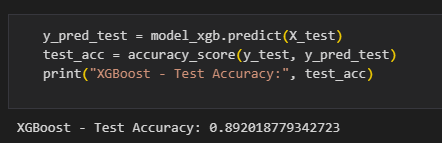 y_pred_test = model_xgb.predict(X_test)
test_acc = accuracy_score(y_test, y_pred_test)
print("XGBoost - Test Accuracy:", test_acc)
XGBoost - Test Accuracy: 0.892018779342723